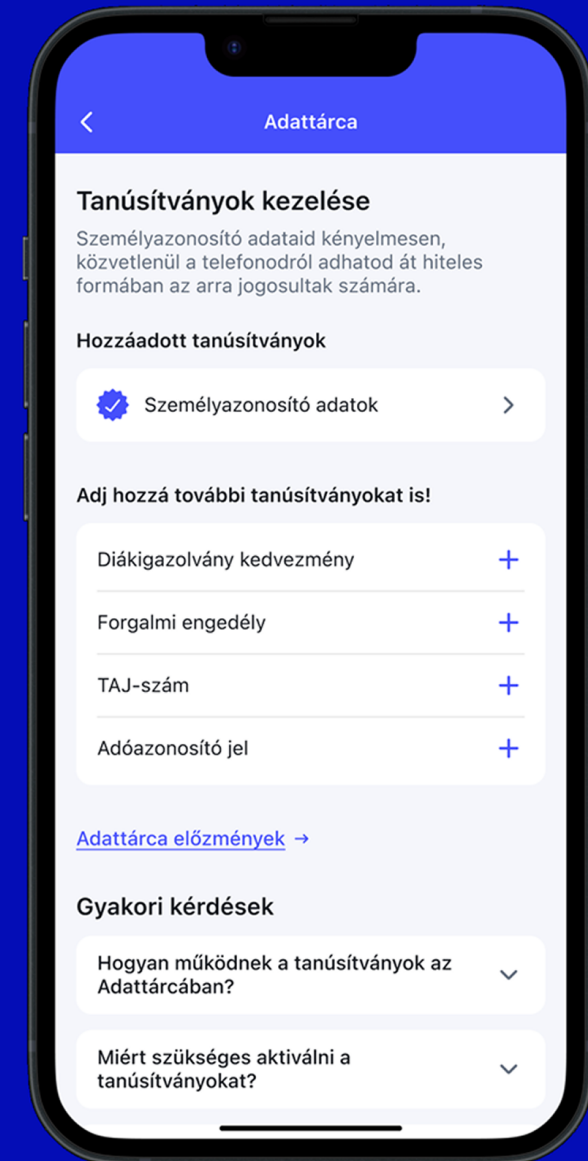 Adattárca
Tanúsítványok kezelése
Személyazonosító adataid kényelmesen,
közvetlenül a telefonodról adhatod át hiteles
formában az arra jogosultak számára.
Hozzáadott tanúsítványok
Személyazonosító adatok
Adj hozzá további tanúsítványokat is!
Diákigazolvány kedvezmény
Forgalmi engedély
TAJ-szám
Adóazonosító jel
Adattárca előzmények →
Gyakori kérdések
Hogyan működnek a tanúsítványok az
Adattárcában?
Miért szükséges aktiválni a
tanúsítványokat?